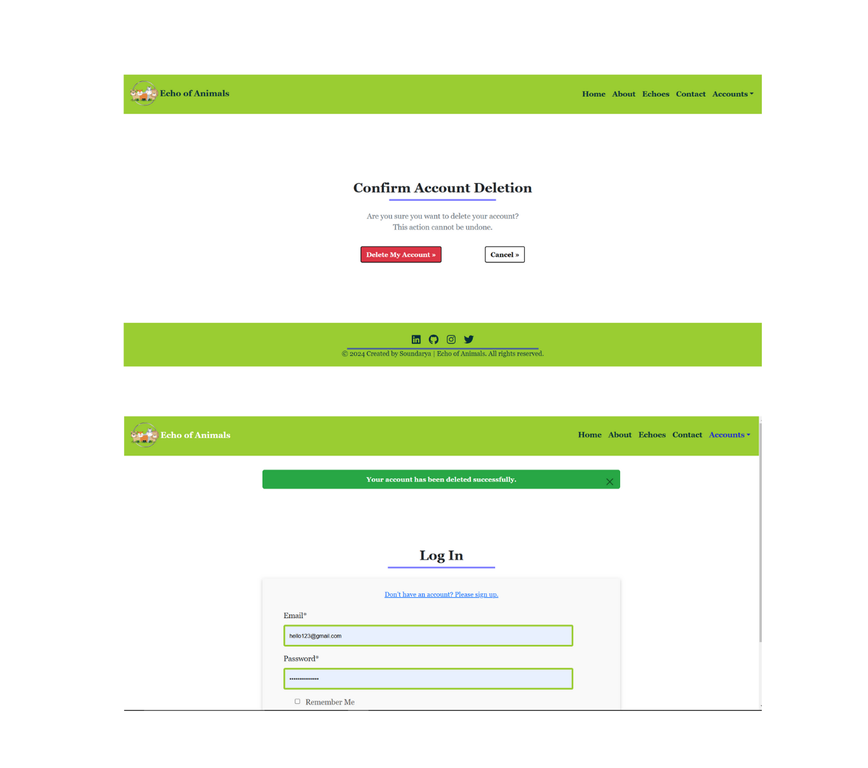 Echo of Animals
Home About Echoes Contact Accounts
Confirm Account Deletion
Are you sure you want to delete your account?
This action cannot be undone.
Delete My Account » Cancel »
© 2024 Created by Soundarya | Echo of Animals. All rights reserved.
Echo of Animals
Home About Echoes Contact Accounts
Your account has been deleted successfully.
Log In
Don't have an account? Please sign up.
Email*
hello123@gmail.com
Password*
Remember Me